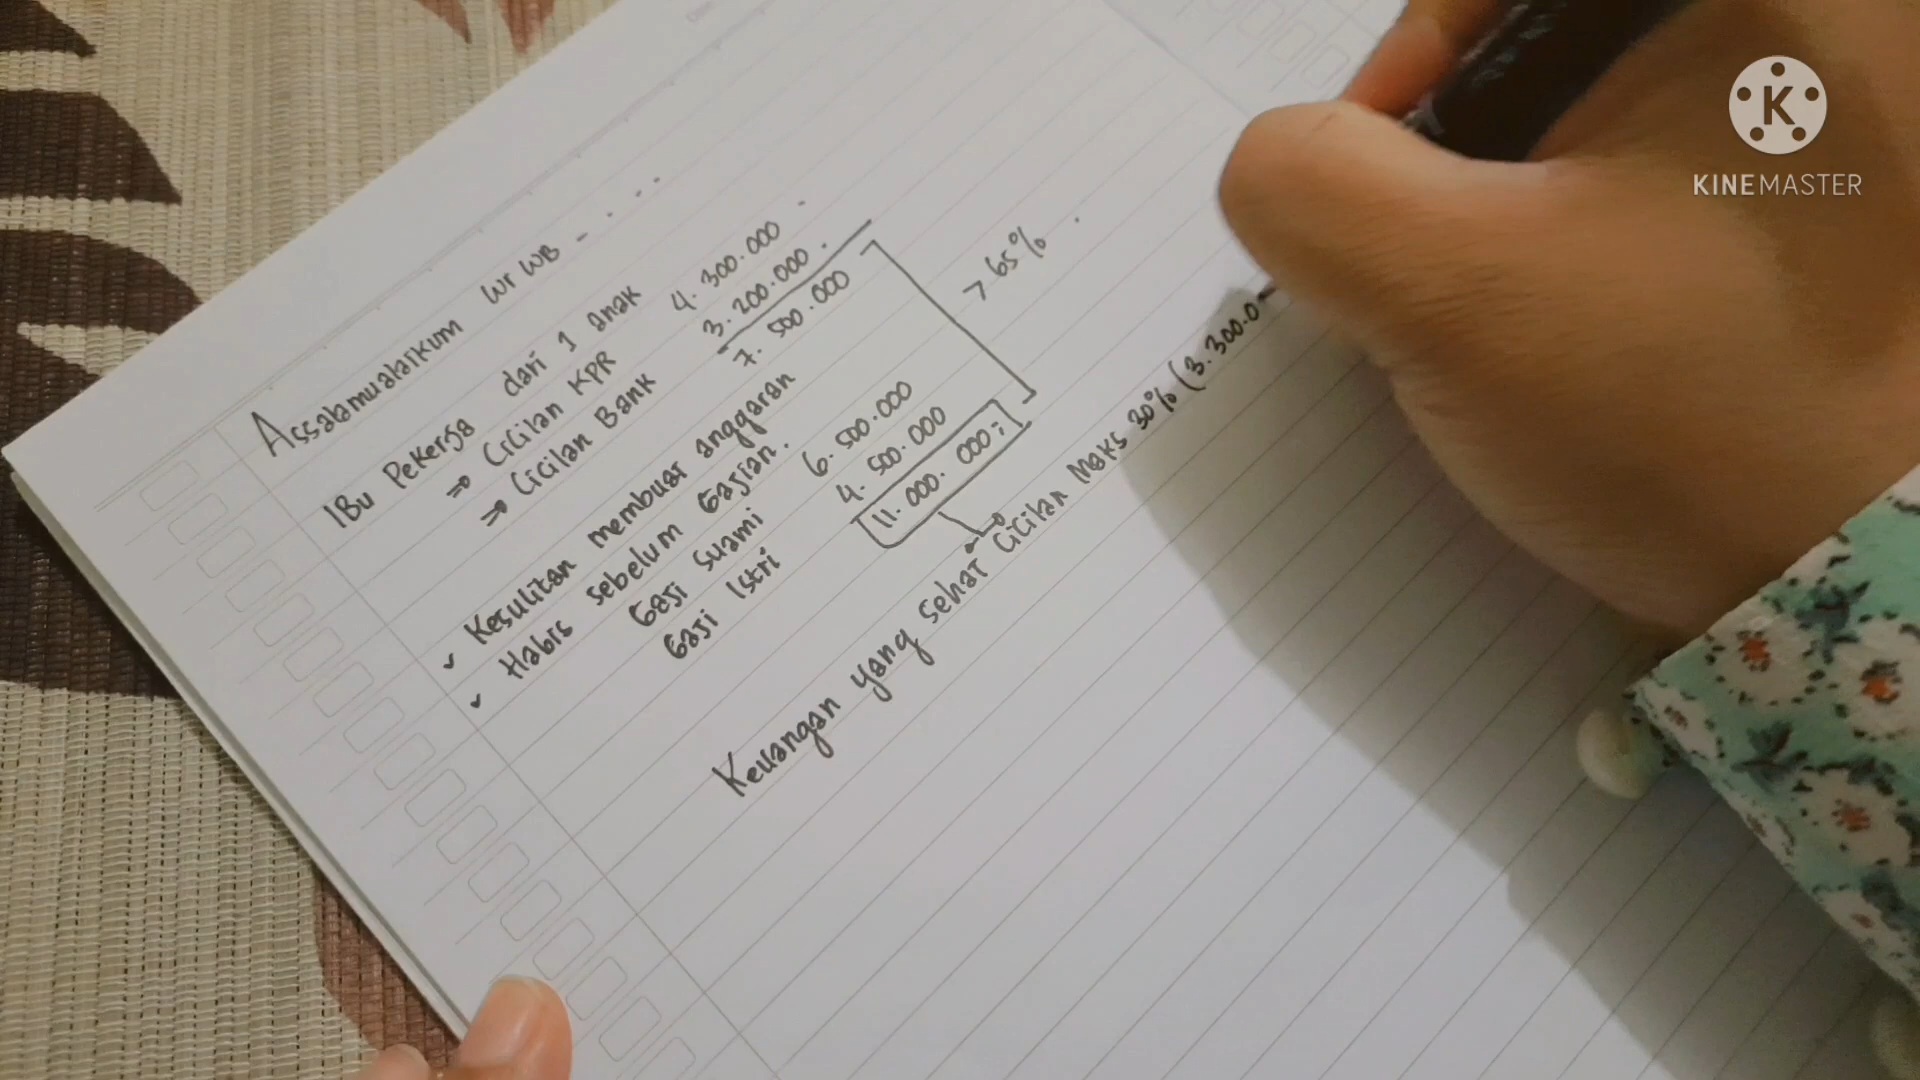 Assalamualaikum Wr WB - . . .
IBu Pekerja dari 1 anak
⇒ Cicilan KPR 4.300.000 -
⇒ Cicilan Bank 3.200.000.
7.500.000
> 65% .
✓ Kesulitan membuat anggaran
✓ Habis sebelum Gajian.
Gaji Suami 6.500.000
Gaji Istri 4.500.000
11.000.000
Keuangan yang sehat Cicilan Maks 30% (3.300.0
KINEMASTER